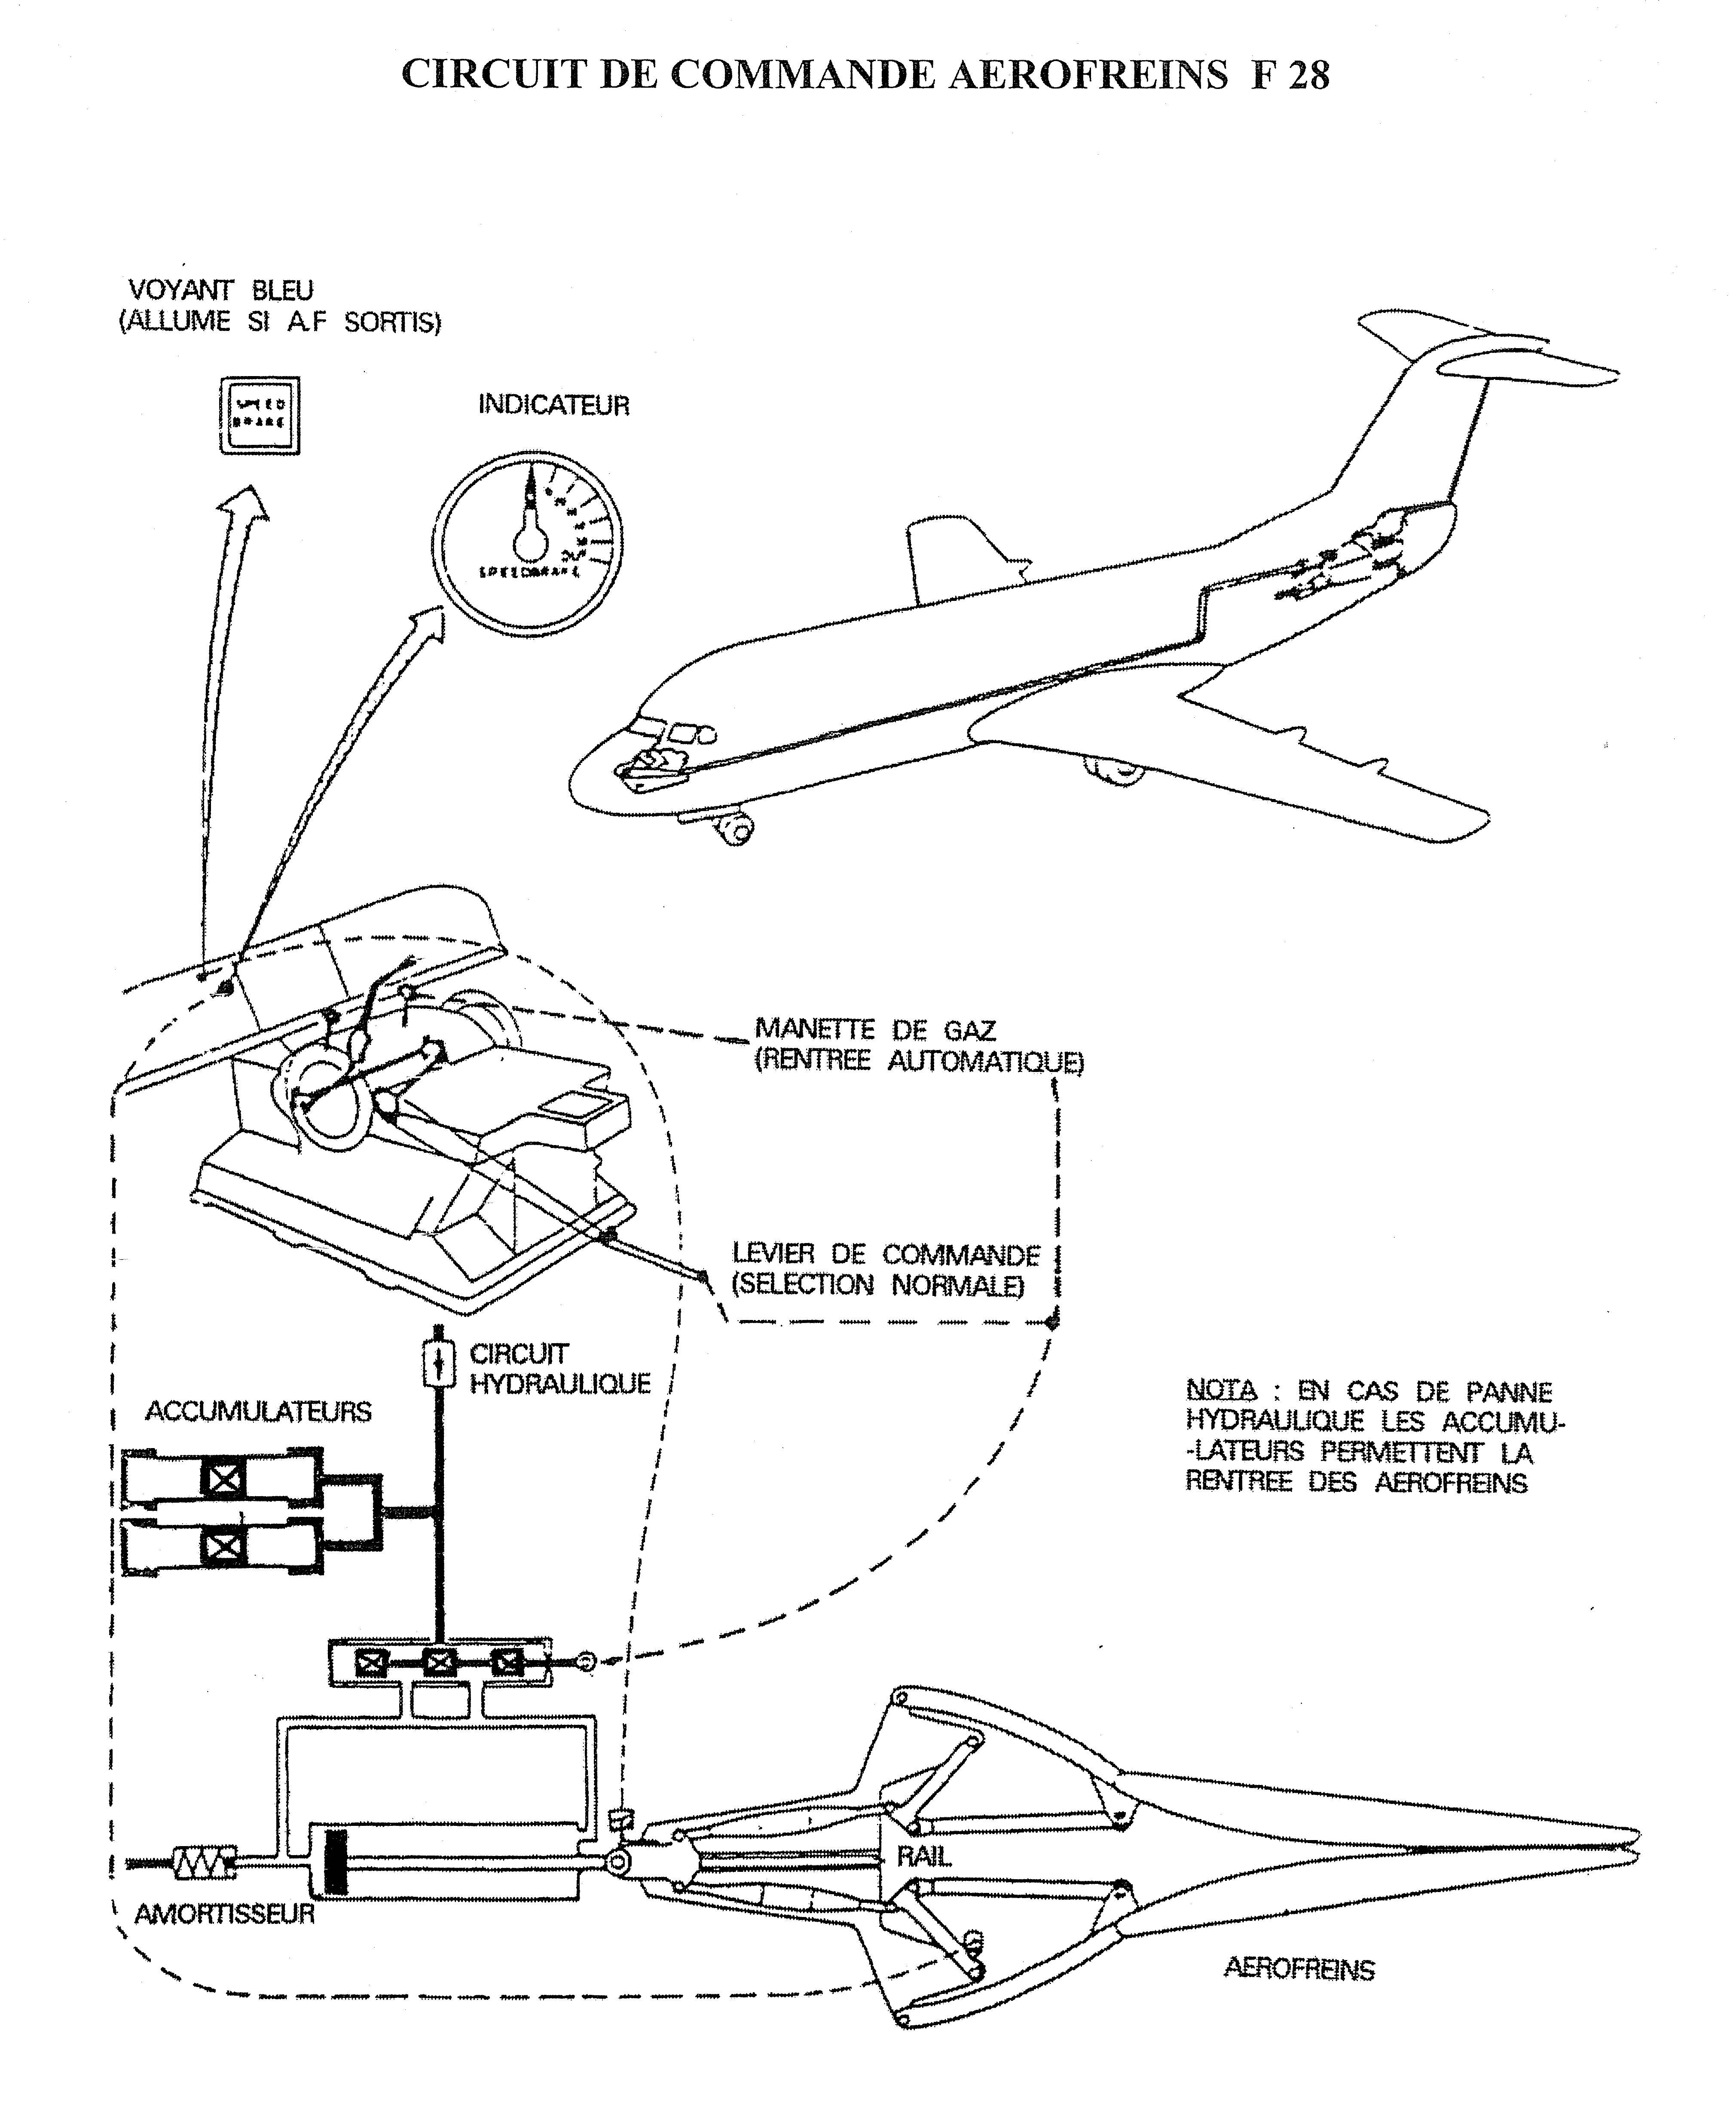 CIRCUIT DE COMMANDE AEROFREINS F 28
VOYANT BLEU
(ALLUME SI A.F SORTIS)
SPEED
BRAKE
INDICATEUR
SPEEDBRAKE
MANETTE DE GAZ
(RENTREE AUTOMATIQUE)
LEVIER DE COMMANDE
(SELECTION NORMALE)
CIRCUIT
HYDRAULIQUE
ACCUMULATEURS
NOTA : EN CAS DE PANNE
HYDRAULIQUE LES ACCUMU-
-LATEURS PERMETTENT LA
RENTREE DES AEROFREINS
RAIL
AMORTISSEUR
AEROFREINS